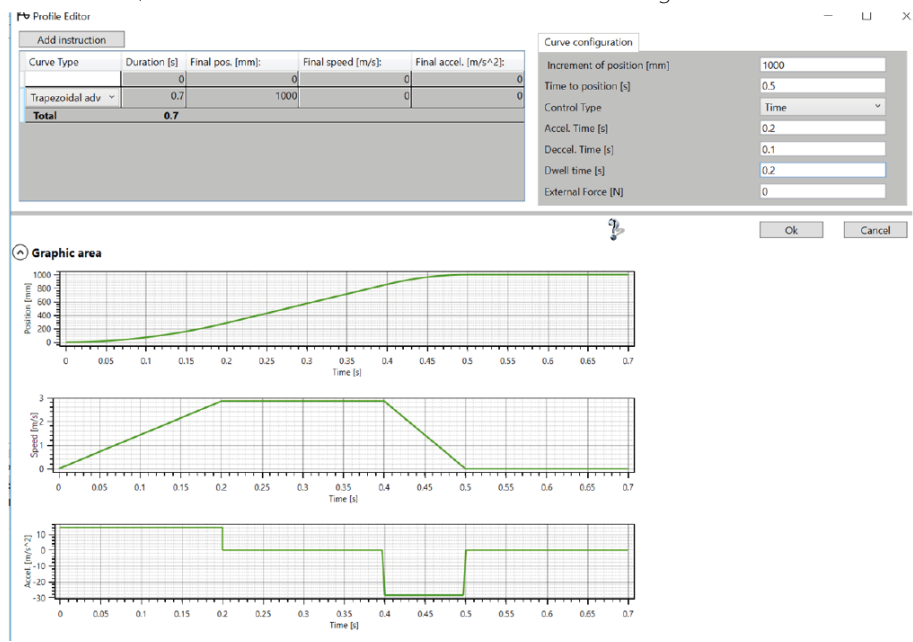 Profile Editor
Add instruction
Curve Type Duration [s] Final pos. [mm]: Final speed [m/s]: Final accel. [m/s^2]:
0 0 0 0
Trapezoidal adv 0.7 1000 0 0
Total 0.7
Curve configuration
Increment of position [mm] 1000
Time to position [s] 0.5
Control Type Time
Accel. Time [s] 0.2
Deccel. Time [s] 0.1
Dwell time [s] 0.2
External Force [N] 0
Ok Cancel
Graphic area
Position [mm]
1000
800
600
400
200
0
0 0.05 0.1 0.15 0.2 0.25 0.3 0.35 0.4 0.45 0.5 0.55 0.6 0.65 0.7
Time [s]
Speed [m/s]
3
2
1
0
0 0.05 0.1 0.15 0.2 0.25 0.3 0.35 0.4 0.45 0.5 0.55 0.6 0.65 0.7
Time [s]
Accel. [m/s^2]
10
0
-10
-20
-30
0 0.05 0.1 0.15 0.2 0.25 0.3 0.35 0.4 0.45 0.5 0.55 0.6 0.65 0.7
Time [s]